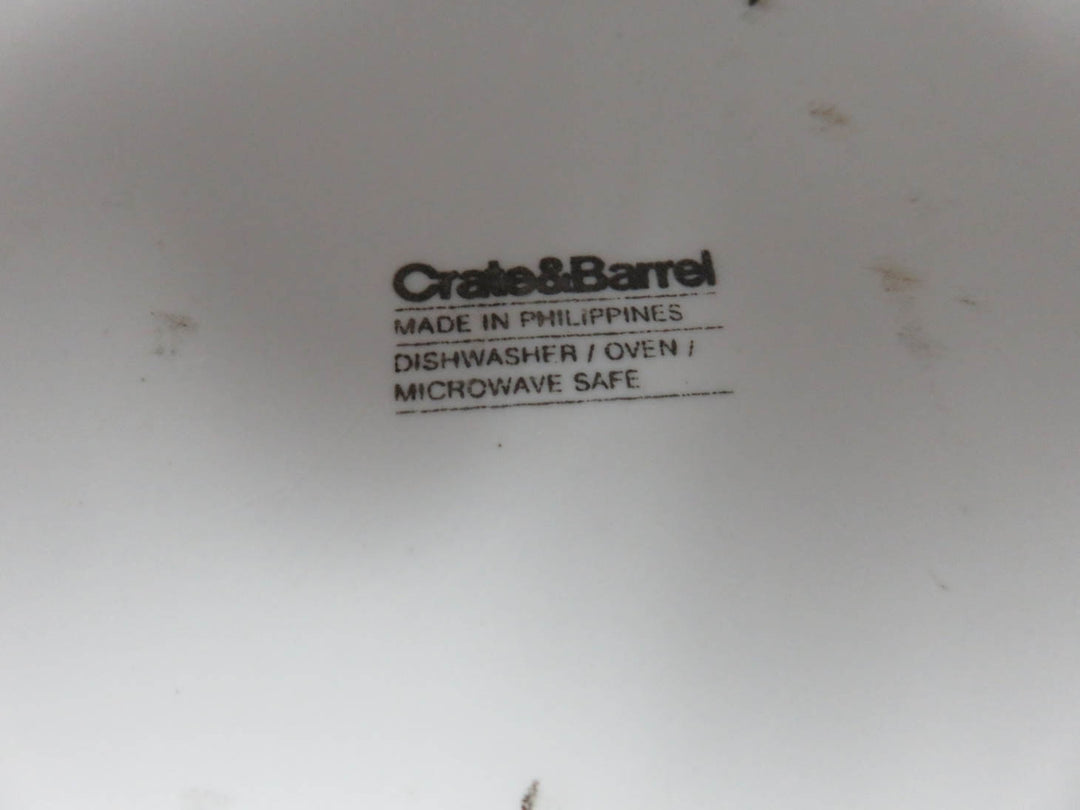 Crate&Barrel
MADE IN PHILIPPINES
DISHWASHER / OVEN /
MICROWAVE SAFE